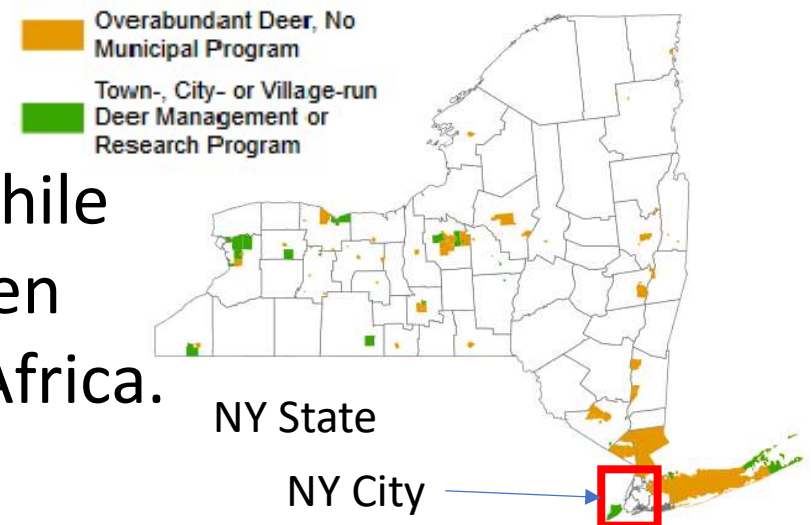 Overabundant Deer, No
Municipal Program
Town-, City- or Village-run
Deer Management or
Research Program
hile
en
Africa.
NY State
NY City